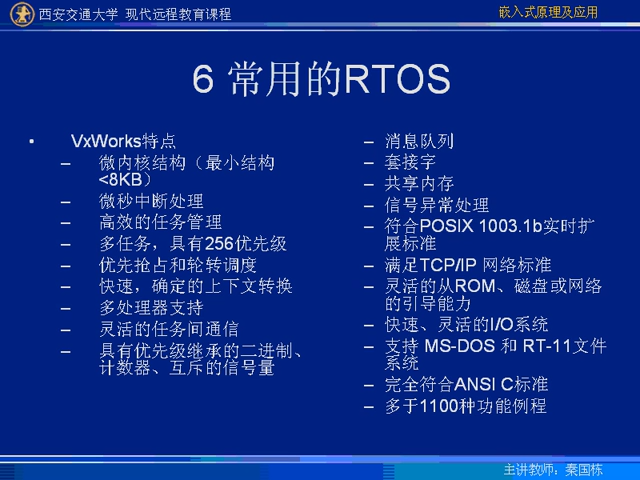 西安交通大学 现代远程教育课程
嵌入式原理及应用
6 常用的RTOS
• VxWorks特点
– 微内核结构（最小结构
<8KB）
– 微秒中断处理
– 高效的任务管理
– 多任务，具有256优先级
– 优先抢占和轮转调度
– 快速，确定的上下文转换
– 多处理器支持
– 灵活的任务间通信
– 具有优先级继承的二进制、
计数器、互斥的信号量
– 消息队列
– 套接字
– 共享内存
– 信号异常处理
– 符合POSIX 1003.1b实时扩
展标准
– 满足TCP/IP 网络标准
– 灵活的从ROM、磁盘或网络
的引导能力
– 快速、灵活的I/O系统
– 支持 MS-DOS 和 RT-11文件
系统
– 完全符合ANSI C标准
– 多于1100种功能例程
主讲教师：秦国栋